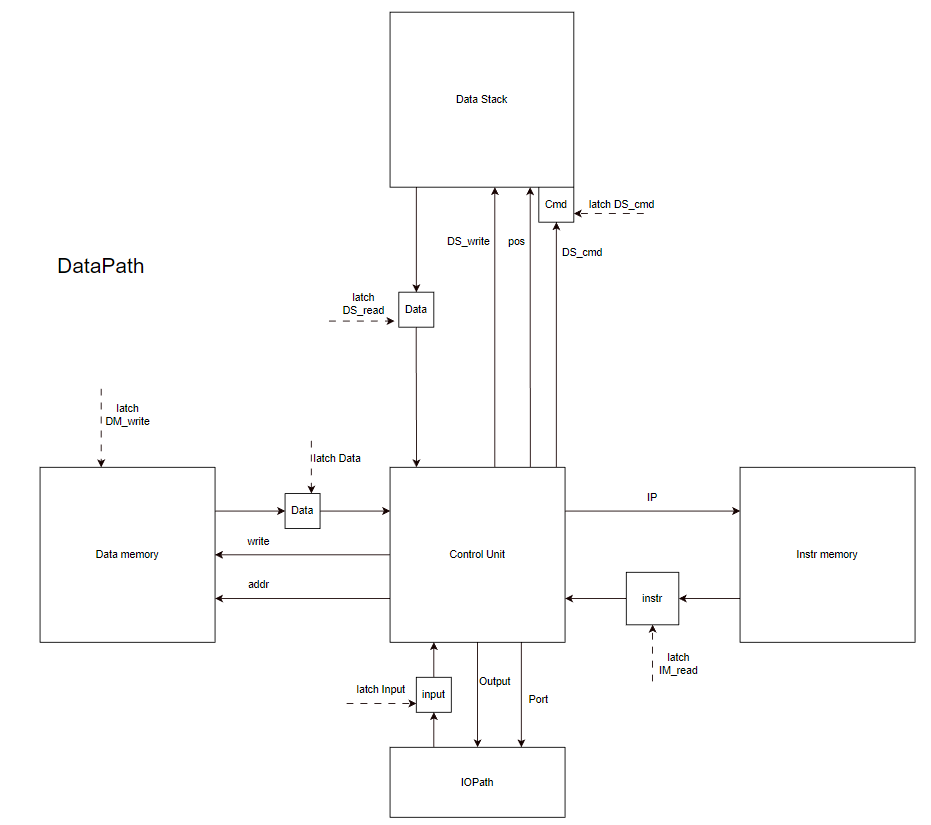 Data Stack
Cmd
latch DS_cmd
DS_write
pos
DS_cmd
DataPath
latch
DS_read
Data
latch
DM_write
latch Data
Data
IP
write
Data memory
Control Unit
Instr memory
addr
instr
latch
IM_read
latch Input
input
Output
Port
IOPath